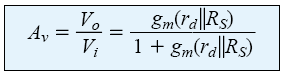 A_v = V_o / V_i = g_m(r_d||R_S) / 1 + g_m(r_d||R_S)